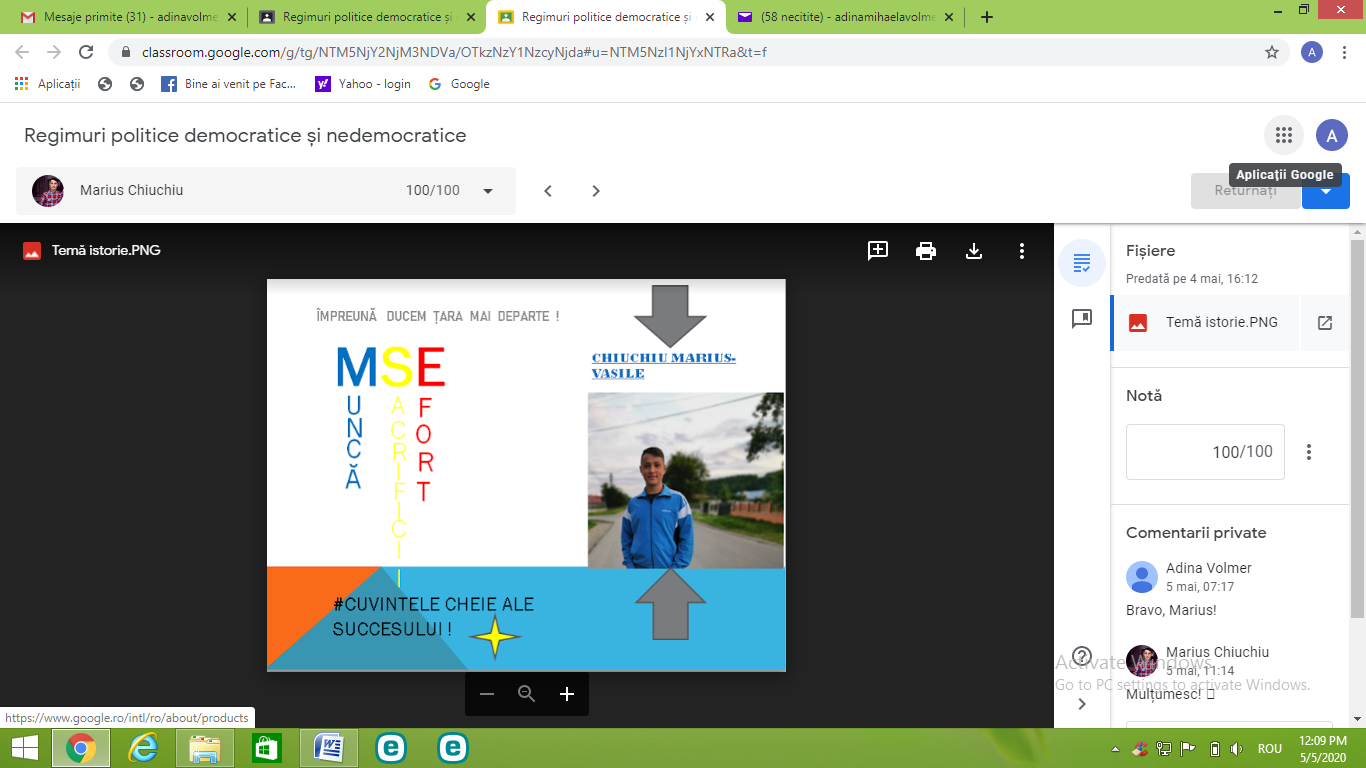 Mesaje primite (31) - adinavolme
Regimuri politice democratice și
Regimuri politice democratice și
(58 necitite) - adinamihaelavolme
classroom.google.com/g/tg/NTM5NjY2NjM3NDVa/OTkzNzY1NzcyNjda#u=NTM5NzI1NjYxNTRa&t=f
A
Aplicații
Bine ai venit pe Fac...
Yahoo - login
Google
Regimuri politice democratice și nedemocratice
A
Aplicații Google
Marius Chiuchiu
100/100
Returnați
Temă istorie.PNG
ÎMPREUNĂ DUCEM ȚARA MAI DEPARTE !
MSE
MUNCĂ
SACRIFICII
EFORT
CHIUCHIU MARIUS-
VASILE
#CUVINTELE CHEIE ALE
SUCCESULUI !
Fișiere
Predată pe 4 mai, 16:12
Temă istorie.PNG
Notă
100/100
Comentarii private
Adina Volmer
5 mai, 07:17
Bravo, Marius!
Marius Chiuchiu
5 mai, 11:14
Mulțumesc!
Activate Windows
Go to PC settings to activate Windows.
https://www.google.ro/intl/ro/about/products
ROU
12:09 PM
5/5/2020